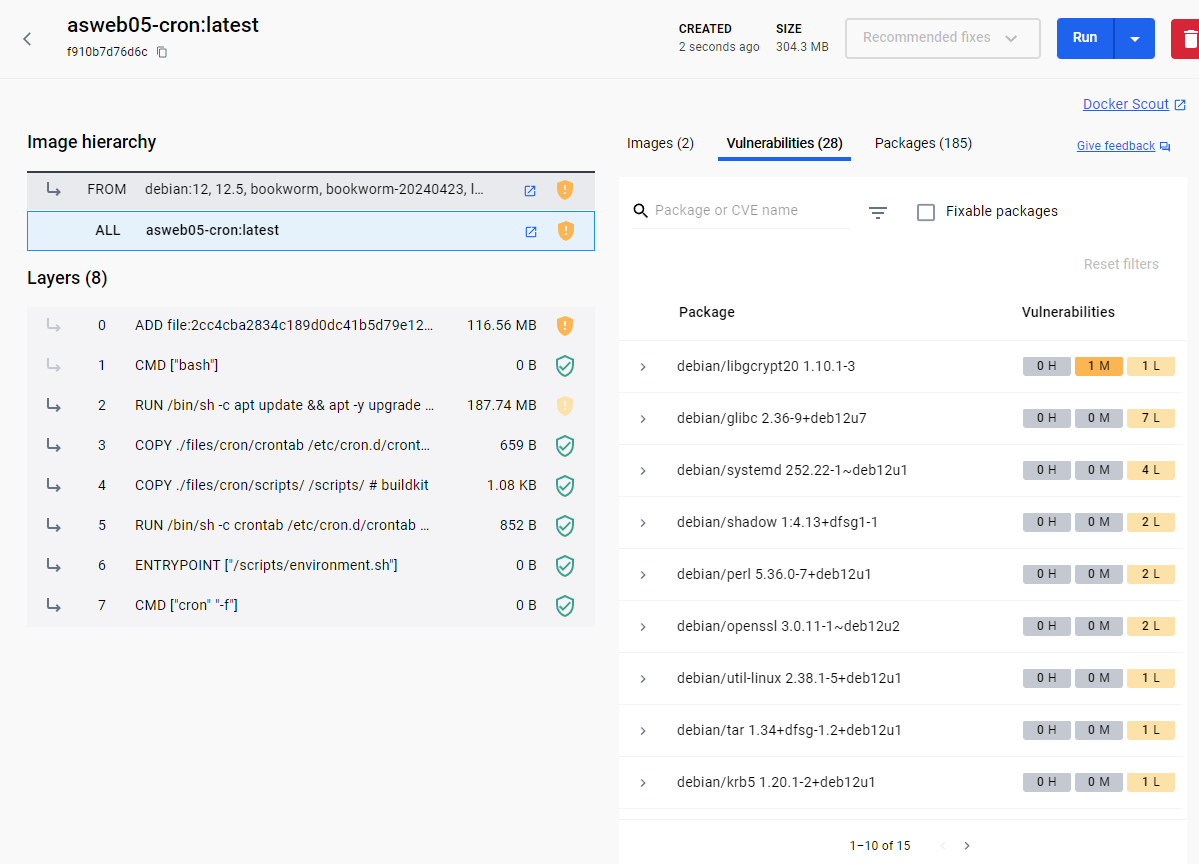 asweb05-cron:latest
f910b7d76d6c
CREATED
2 seconds ago
SIZE
304.3 MB
Recommended fixes
Run
Docker Scout
Image hierarchy
FROM debian:12, 12.5, bookworm, bookworm-20240423, l...
ALL asweb05-cron:latest
Layers (8)
0 ADD file:2cc4cba2834c189d0dc41b5d79e12... 116.56 MB
1 CMD ["bash"] 0 B
2 RUN /bin/sh -c apt update && apt -y upgrade ... 187.74 MB
3 COPY ./files/cron/crontab /etc/cron.d/cront... 659 B
4 COPY ./files/cron/scripts/ /scripts/ # buildkit 1.08 KB
5 RUN /bin/sh -c crontab /etc/cron.d/crontab ... 852 B
6 ENTRYPOINT ["/scripts/environment.sh"] 0 B
7 CMD ["cron" "-f"] 0 B
Images (2) Vulnerabilities (28) Packages (185)
Give feedback
Package or CVE name
Fixable packages
Reset filters
Package Vulnerabilities
debian/libgcrypt20 1.10.1-3 0 H 1 M 1 L
debian/glibc 2.36-9+deb12u7 0 H 0 M 7 L
debian/systemd 252.22-1~deb12u1 0 H 0 M 4 L
debian/shadow 1:4.13+dfsg1-1 0 H 0 M 2 L
debian/perl 5.36.0-7+deb12u1 0 H 0 M 2 L
debian/openssl 3.0.11-1~deb12u2 0 H 0 M 2 L
debian/util-linux 2.38.1-5+deb12u1 0 H 0 M 1 L
debian/tar 1.34+dfsg-1.2+deb12u1 0 H 0 M 1 L
debian/krb5 1.20.1-2+deb12u1 0 H 0 M 1 L
1–10 of 15